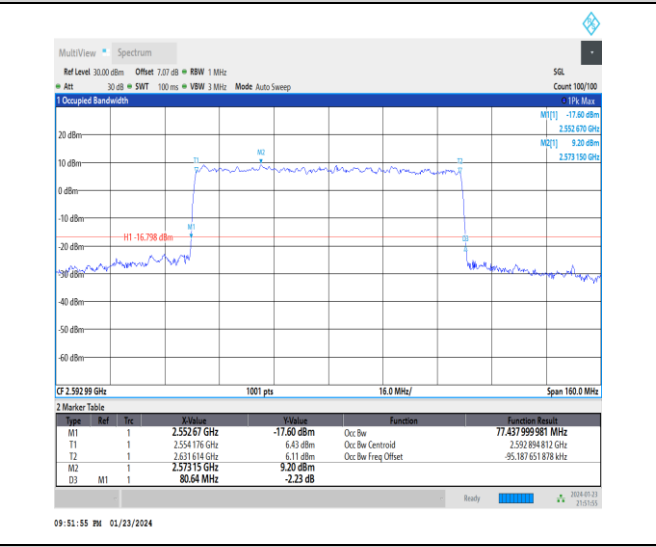 MultiView Spectrum
Ref Level 30.00 dBm Offset 7.07 dB RBW 1 MHz SGL
Att 30 dB SWT 100 ms VBW 3 MHz Mode Auto Sweep Count 100/100
1 Occupied Bandwidth 1Pk Max
M1[1] -17.60 dBm
2.552 670 GHz
M2[1] 9.20 dBm
2.573 150 GHz
20 dBm
M2
T1
T2
10 dBm
0 dBm
-10 dBm
M1
H1 -16.798 dBm
D3
-20 dBm
-30 dBm
-40 dBm
-50 dBm
-60 dBm
CF 2.592 99 GHz 1001 pts 16.0 MHz/ Span 160.0 MHz
2 Marker Table
Type Ref Trc X-Value Y-Value Function Function Result
M1 1 2.552 67 GHz -17.60 dBm Occ Bw 77.437 999 981 MHz
T1 1 2.554 176 GHz 6.43 dBm Occ Bw Centroid 2.592 894 812 GHz
T2 1 2.631 614 GHz 6.11 dBm Occ Bw Freq Offset -95.187 651 878 kHz
M2 1 2.573 15 GHz 9.20 dBm
D3 M1 1 80.64 MHz -2.23 dB
Ready 2024-01-23
21:51:55
09:51:55 PM 01/23/2024